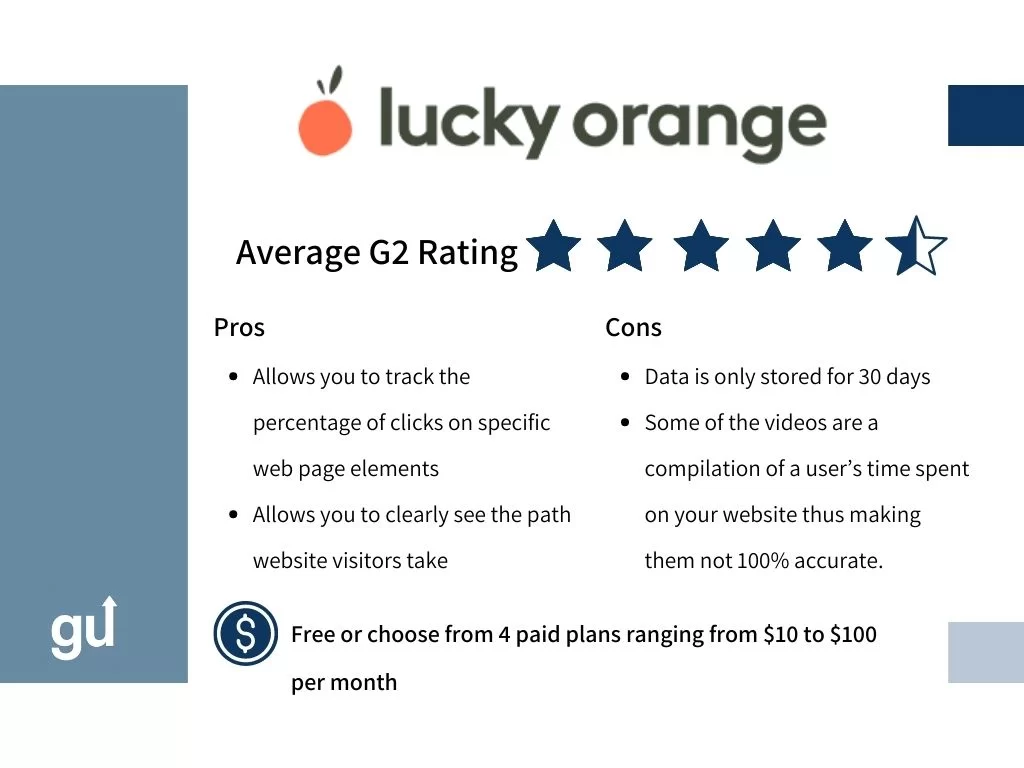 lucky orange
Average G2 Rating
Pros
• Allows you to track the
percentage of clicks on specific
web page elements
• Allows you to clearly see the path
website visitors take
Cons
• Data is only stored for 30 days
• Some of the videos are a
compilation of a user’s time spent
on your website thus making
them not 100% accurate.
gu
$
Free or choose from 4 paid plans ranging from $10 to $100
per month